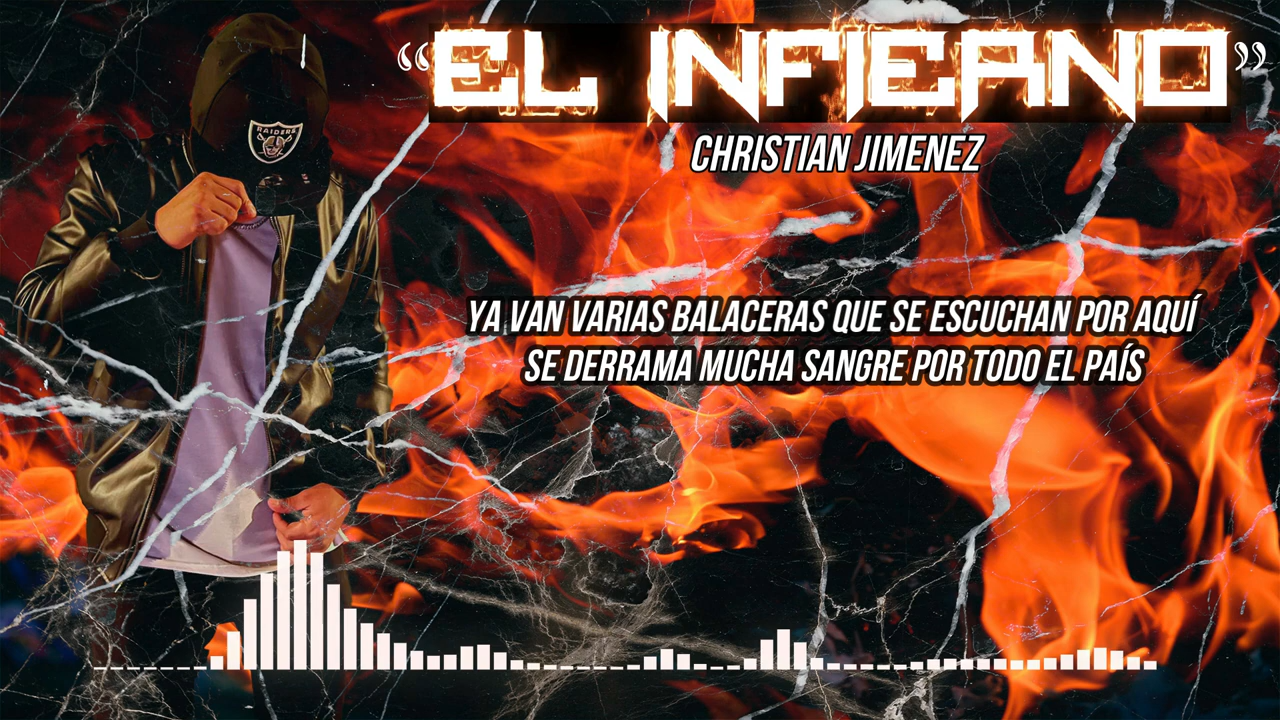 “EL INFIERNO”
CHRISTIAN JIMENEZ
RAIDERS
YA VAN VARIAS BALACERAS QUE SE ESCUCHAN POR AQUÍ
SE DERRAMA MUCHA SANGRE POR TODO EL PAÍS